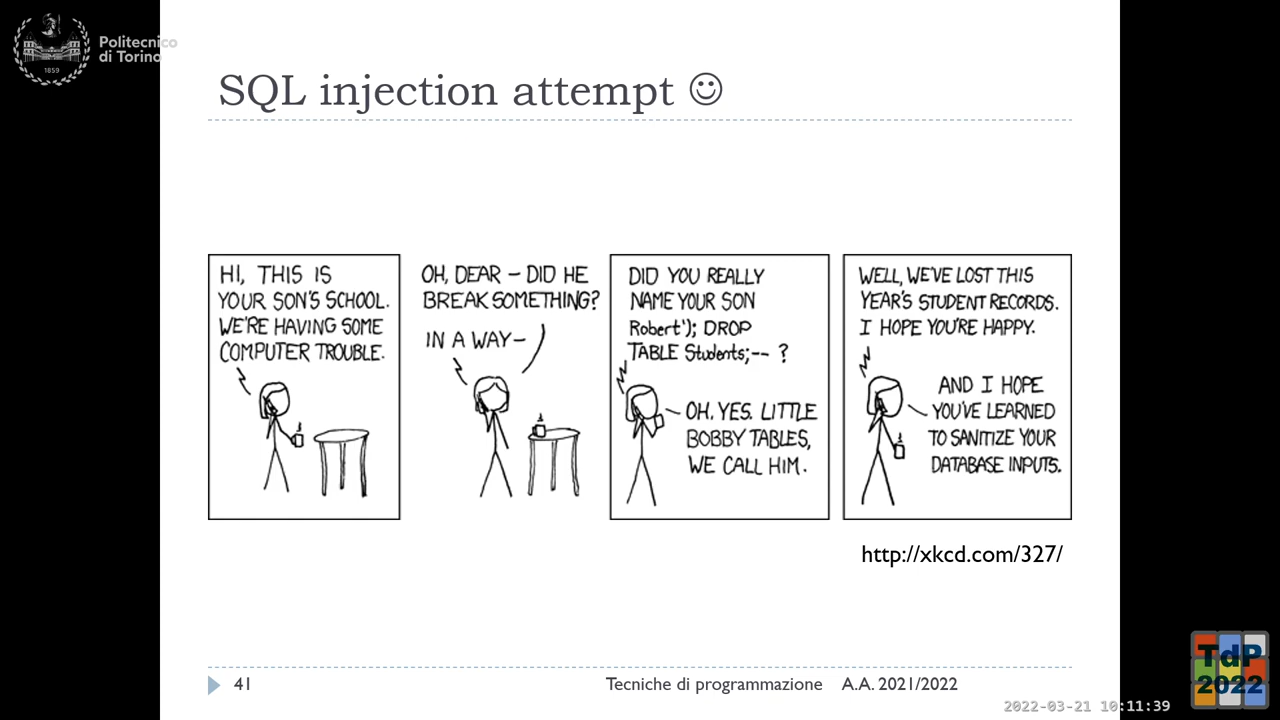 Politecnico
di Torino
1859
SQL injection attempt ☺
HI, THIS IS
YOUR SON'S SCHOOL.
WE'RE HAVING SOME
COMPUTER TROUBLE.
OH, DEAR – DID HE
BREAK SOMETHING?
IN A WAY–
DID YOU REALLY
NAME YOUR SON
Robert'); DROP
TABLE Students;-- ?
OH, YES. LITTLE
BOBBY TABLES,
WE CALL HIM.
WELL, WE'VE LOST THIS
YEAR'S STUDENT RECORDS.
I HOPE YOU'RE HAPPY.
AND I HOPE
YOU'VE LEARNED
TO SANITIZE YOUR
DATABASE INPUTS.
http://xkcd.com/327/
41
Tecniche di programmazione A.A. 2021/2022
2022-03-21 10:11:39
TdP
2022